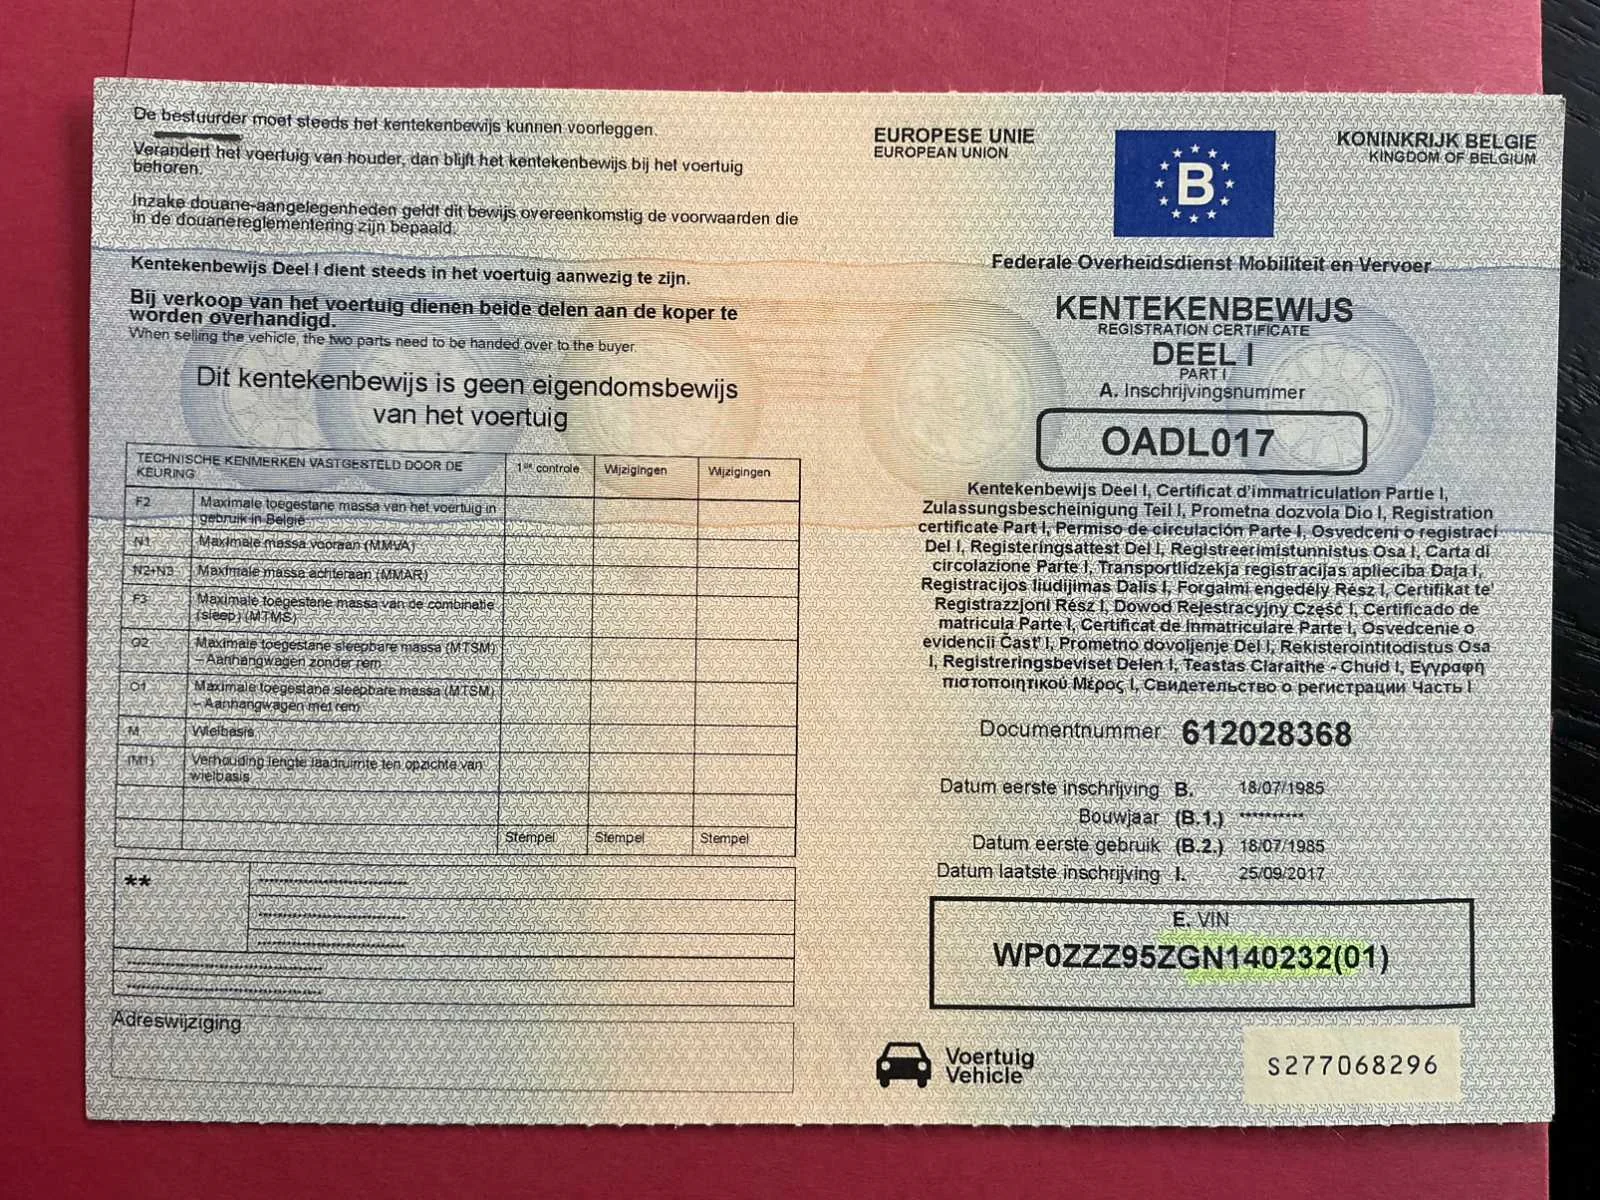 De bestuurder moet steeds het kentekenbewijs kunnen voorleggen.
Verandert het voertuig van houder, dan blijft het kentekenbewijs bij het voertuig
behoren.
Inzake douane-aangelegenheden geldt dit bewijs overeenkomstig de voorwaarden die
in de douanereglementering zijn bepaald.
Kentekenbewijs Deel I dient steeds in het voertuig aanwezig te zijn.
Bij verkoop van het voertuig dienen beide delen aan de koper te
worden overhandigd.
When selling the vehicle, the two parts need to be handed over to the buyer.
Dit kentekenbewijs is geen eigendomsbewijs
van het voertuig
TECHNISCHE KENMERKEN VASTGESTELD DOOR DE
KEURING
1ste controle
Wijzigingen
Wijzigingen
F2 Maximale toegestane massa van het voertuig in
gebruik in België
N1 Maximale massa vooraan (MMVA)
N2+N3 Maximale massa achteraan (MMAR)
F3 Maximale toegestane massa van de combinatie
(sleep) (MTMS)
O2 Maximale toegestane sleepbare massa (MTSM)
– Aanhangwagen zonder rem
O1 Maximale toegestane sleepbare massa (MTSM)
– Aanhangwagen met rem
M Wielbasis
(M1) Verhouding lengte laadruimte ten opzichte van
wielbasis
Stempel Stempel Stempel
**
Adreswijziging
EUROPESE UNIE
EUROPEAN UNION
B
KONINKRIJK BELGIE
KINGDOM OF BELGIUM
Federale Overheidsdienst Mobiliteit en Vervoer
KENTEKENBEWIJS
REGISTRATION CERTIFICATE
DEEL I
PART I
A. Inschrijvingsnummer
OADL017
Kentekenbewijs Deel I, Certificat d'immatriculation Partie I,
Zulassungsbescheinigung Teil I, Prometna dozvola Dio I, Registration
certificate Part I, Permiso de circulación Parte I, Osvedceni o registraci
Del I, Registeringsattest Del I, Registreerimistunnistus Osa I, Carta di
circolazione Parte I, Transportlidzekja registracijas aplieciba Daļa I,
Registracijos liudijimas Dalis I, Forgalmi engedély Rész I, Certifikat te'
Registrazzjoni Rész I, Dowod Rejestracyjny Część I, Certificado de
matricula Parte I, Certificat de Inmatriculare Parte I, Osvedcenie o
evidencii Čast' I, Prometno dovoljenje Del I, Rekisterointitodistus Osa
I, Registreringsbeviset Delen I, Teastas Claraithe - Chuid I, Εγγραφή
πιστοποιητικού Μέρος I, Свидетельство о регистрации Часть I
Documentnummer 612028368
Datum eerste inschrijving B. 18/07/1985
Bouwjaar (B.1.) **********
Datum eerste gebruik (B.2.) 18/07/1985
Datum laatste inschrijving I. 25/09/2017
E. VIN
WP0ZZZ95ZGN140232(01)
Voertuig
Vehicle
S277068296